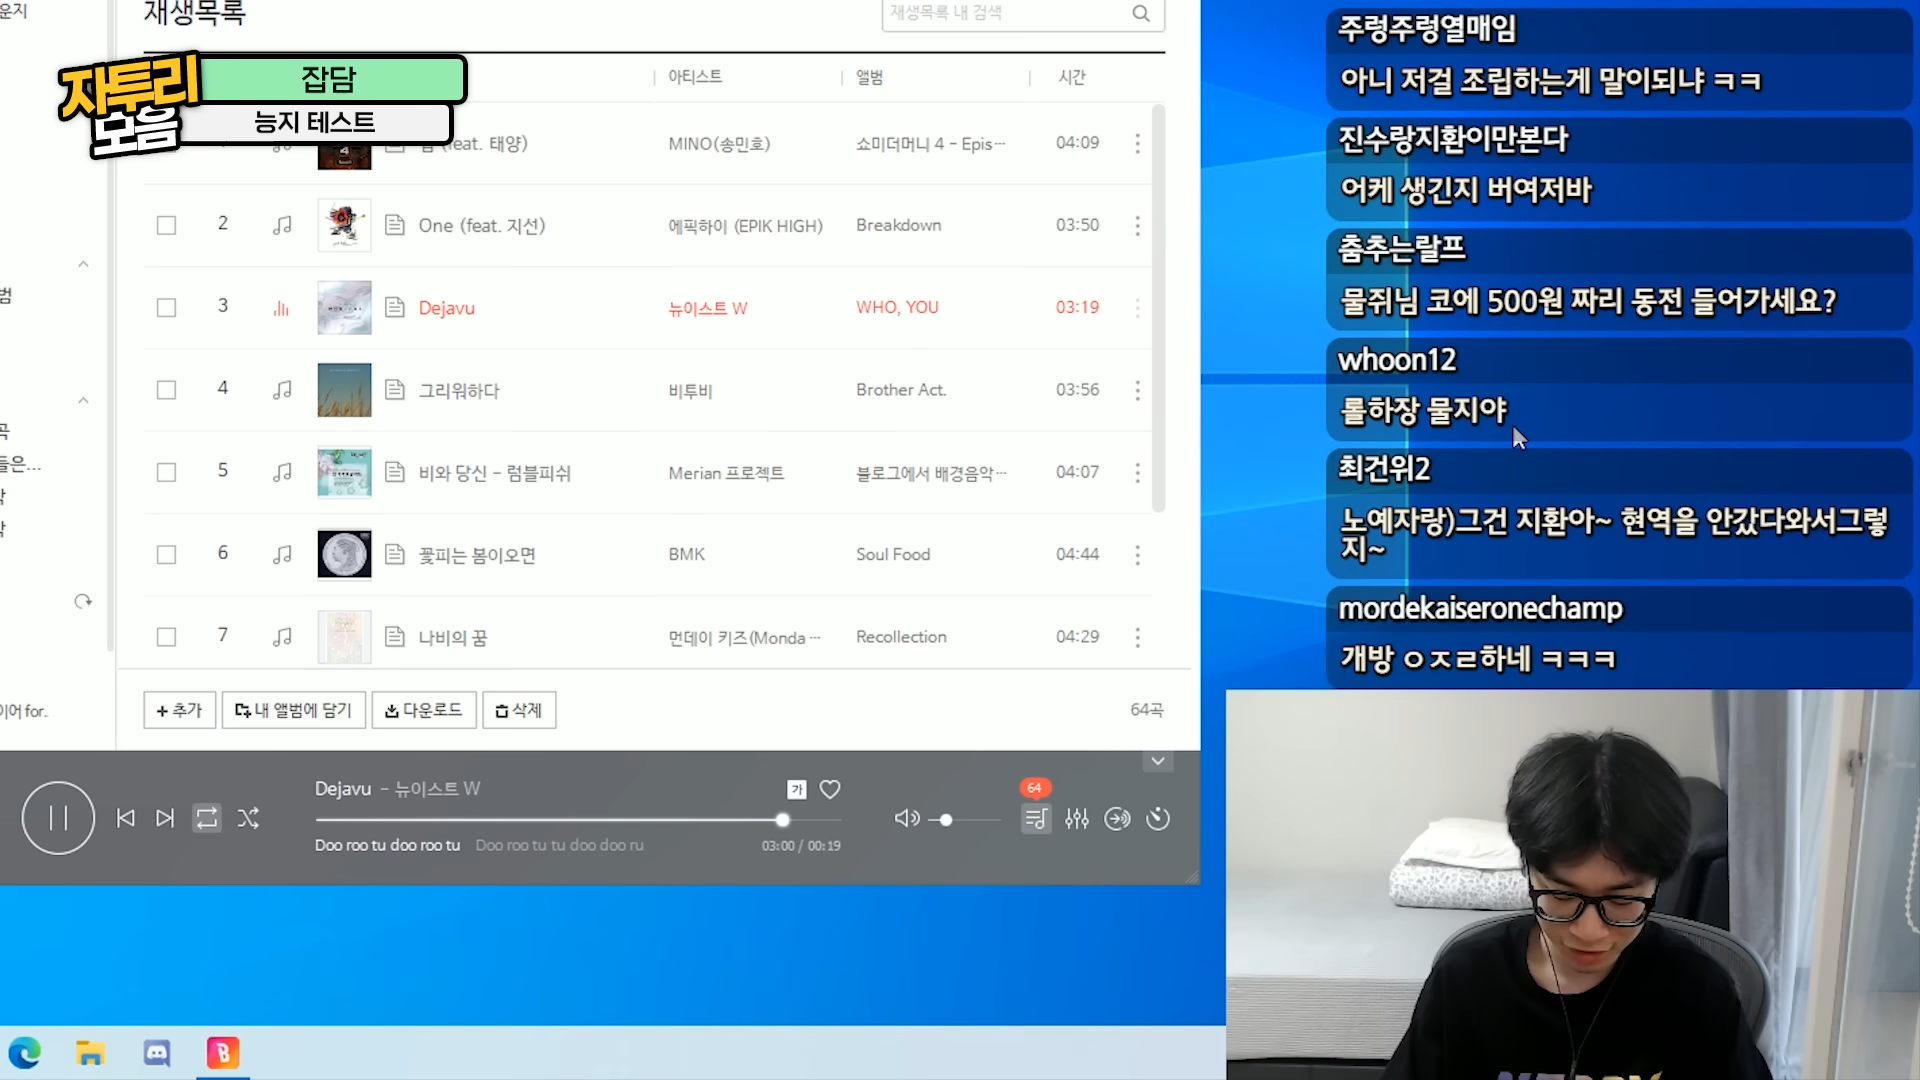 운지
재생목록
재생목록 내 검색
자투리
모음
잡담
능지 테스트
아티스트
앨범
시간
(feat. 태양)
MINO(송민호)
쇼미더머니 4 - Epis…
04:09
2
One (feat. 지선)
에픽하이 (EPIK HIGH)
Breakdown
03:50
3
Dejavu
뉴이스트 W
WHO, YOU
03:19
4
그리워하다
비투비
Brother Act.
03:56
5
비와 당신 - 럼블피쉬
Merian 프로젝트
블로그에서 배경음악…
04:07
6
꽃피는 봄이오면
BMK
Soul Food
04:44
7
나비의 꿈
먼데이 키즈(Monda …
Recollection
04:29
범
곡
들은...
이어 for..
+ 추가
내 앨범에 담기
다운로드
삭제
64곡
Dejavu - 뉴이스트 W
가
64
Doo roo tu doo roo tu Doo roo tu tu doo doo ru
03:00 / 00:19
주렁주렁열매임
아니 저걸 조립하는게 말이되냐 ㅋㅋ
진수랑지환이만본다
어케 생긴지 버여저바
춤추는랄프
물쥐님 코에 500원 짜리 동전 들어가세요?
whoon12
롤하장 물지야
최건위2
노예자랑)그건 지환아~ 현역을 안갔다와서그렇
지~
mordekaiseronechamp
개방 ㅇㅈㄹ하네 ㅋㅋㅋ